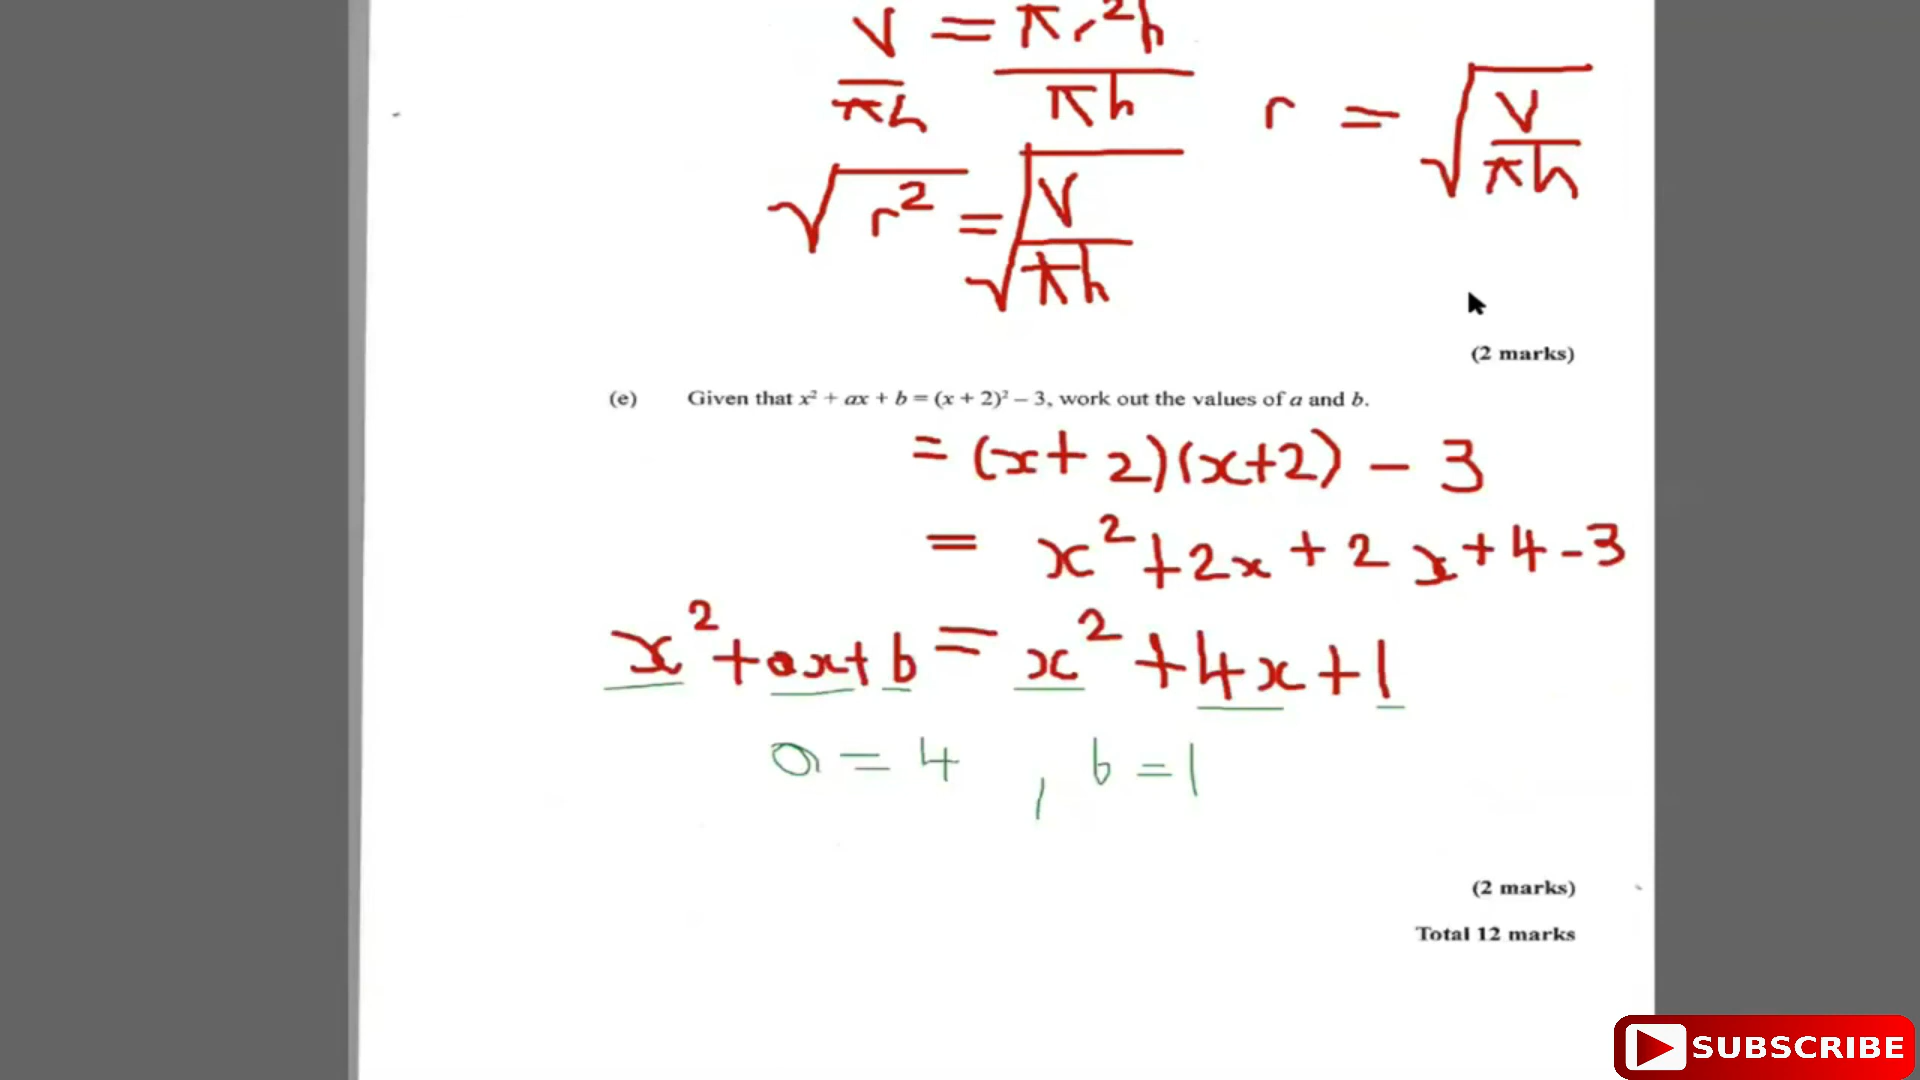 V/πh = πr²h/πh
r = √(V/πh)
√r² = √(V/πh)
(2 marks)
(e) Given that x² + ax + b = (x + 2)² – 3, work out the values of a and b.
= (x + 2)(x+2) – 3
= x² + 2x + 2x + 4 - 3
x² + ax + b = x² + 4x + 1
a = 4 , b = 1
(2 marks)
Total 12 marks
SUBSCRIBE